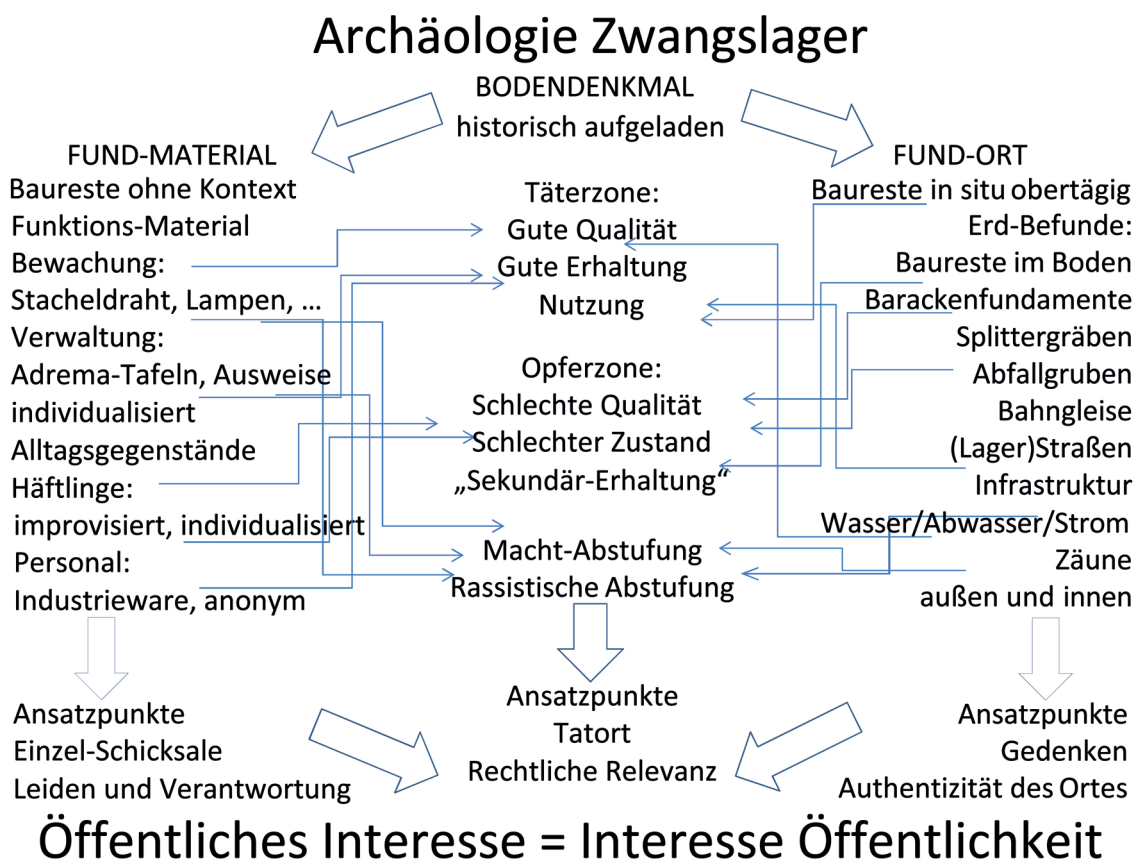 Archäologie Zwangslager
BODENDENKMAL
historisch aufgeladen
FUND-MATERIAL
Baureste ohne Kontext
Funktions-Material
Bewachung:
Stacheldraht, Lampen, ...
Verwaltung:
Adrema-Tafeln, Ausweise
individualisiert
Alltagsgegenstände
Häftlinge:
improvisiert, individualisiert
Personal:
Industrieware, anonym
Täterzone:
Gute Qualität
Gute Erhaltung
Nutzung
Opferzone:
Schlechte Qualität
Schlechter Zustand
„Sekundär-Erhaltung“
Macht-Abstufung
Rassistische Abstufung
FUND-ORT
Baureste in situ obertägig
Erd-Befunde:
Baureste im Boden
Barackenfundamente
Splittergräben
Abfallgruben
Bahngleise
(Lager)Straßen
Infrastruktur
Wasser/Abwasser/Strom
Zäune
außen und innen
Ansatzpunkte
Einzel-Schicksale
Leiden und Verantwortung
Ansatzpunkte
Tatort
Rechtliche Relevanz
Ansatzpunkte
Gedenken
Authentizität des Ortes
Öffentliches Interesse = Interesse Öffentlichkeit